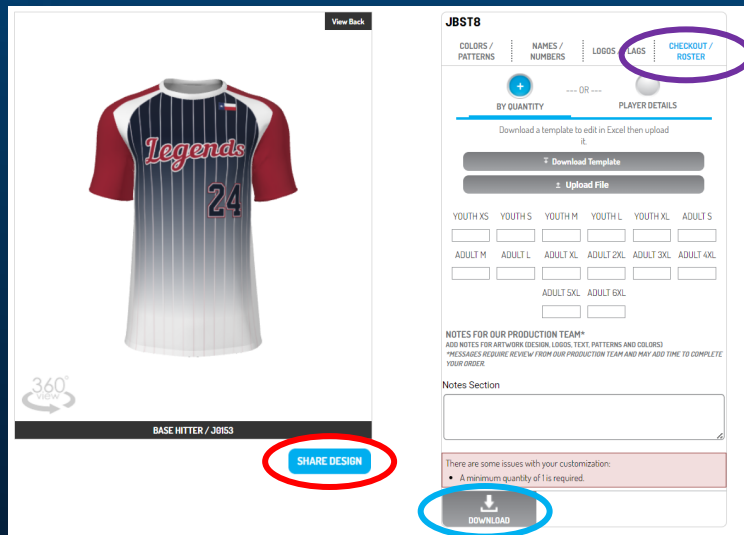 View Back
Legends
24
360°
VIEW
BASE HITTER / J0153
SHARE DESIGN
JBST8
COLORS /
PATTERNS
NAMES /
NUMBERS
LOGOS / FLAGS
CHECKOUT /
ROSTER
+
--- OR ---
BY QUANTITY
PLAYER DETAILS
Download a template to edit in Excel then upload
it.
Download Template
Upload File
YOUTH XS YOUTH S YOUTH M YOUTH L YOUTH XL ADULT S
ADULT M ADULT L ADULT XL ADULT 2XL ADULT 3XL ADULT 4XL
ADULT 5XL ADULT 6XL
NOTES FOR OUR PRODUCTION TEAM*
ADD NOTES FOR ARTWORK (DESIGN, LOGOS, TEXT, PATTERNS AND COLORS)
*MESSAGES REQUIRE REVIEW FROM OUR PRODUCTION TEAM AND MAY ADD TIME TO COMPLETE
YOUR ORDER.
Notes Section
There are some issues with your customization:
• A minimum quantity of 1 is required.
DOWNLOAD